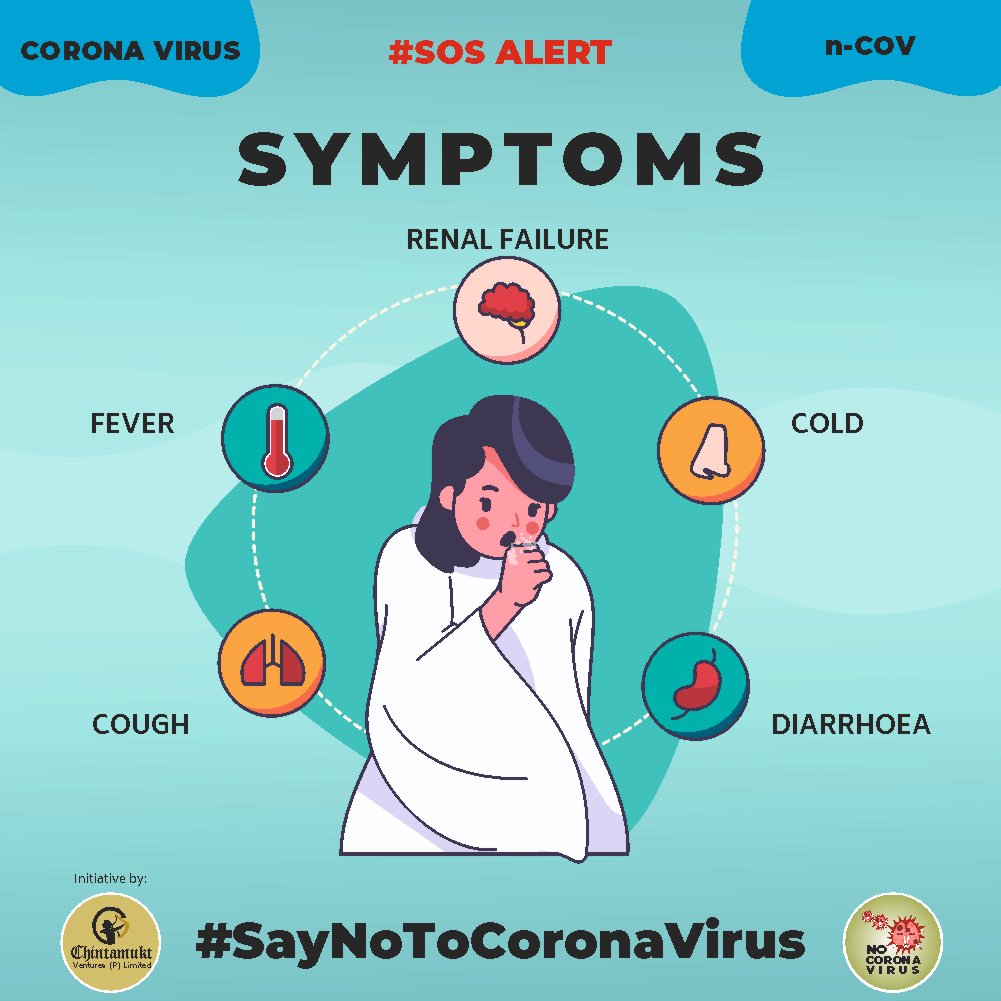 CORONA VIRUS
#SOS ALERT
n-COV
SYMPTOMS
RENAL FAILURE
FEVER
COLD
COUGH
DIARRHOEA
Initiative by:
Chintamukt
Ventures (P) Limited
#SayNoToCoronaVirus
NO
CORONA
VIRUS